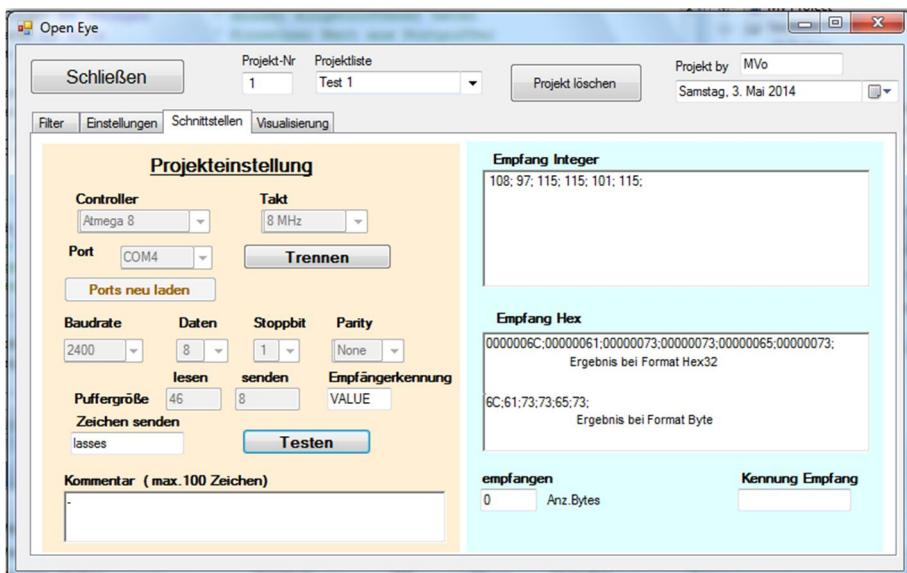 Open Eye
Schließen
Projekt-Nr
1
Projektliste
Test 1
Projekt löschen
Projekt by
MVo
Samstag, 3. Mai 2014
Filter
Einstellungen
Schnittstellen
Visualisierung
Projekteinstellung
Controller
Takt
Atmega 8
8 MHz
Port
COM4
Trennen
Ports neu laden
Baudrate
Daten
Stoppbit
Parity
2400
8
1
None
lesen
senden
Empfängerkennung
Puffergröße
46
8
VALUE
Zeichen senden
lasses
Testen
Kommentar ( max.100 Zeichen)
-
Empfang Integer
108; 97; 115; 115; 101; 115;
Empfang Hex
0000006C;00000061;00000073;00000073;00000065;00000073;
Ergebnis bei Format Hex32
6C;61;73;73;65;73;
Ergebnis bei Format Byte
empfangen
0
Anz.Bytes
Kennung Empfang